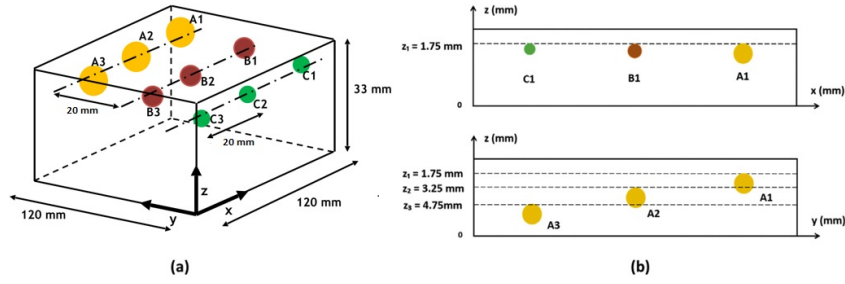 A1
A2
A3
B1
B2
B3
C1
C2
C3
20 mm
20 mm
33 mm
z
x
y
120 mm
120 mm
(a)
z (mm)
z₁ = 1.75 mm
C1
B1
A1
0
x (mm)
z (mm)
z₁ = 1.75 mm
z₂ = 3.25 mm
z₃ = 4.75mm
A1
A2
A3
0
y (mm)
(b)